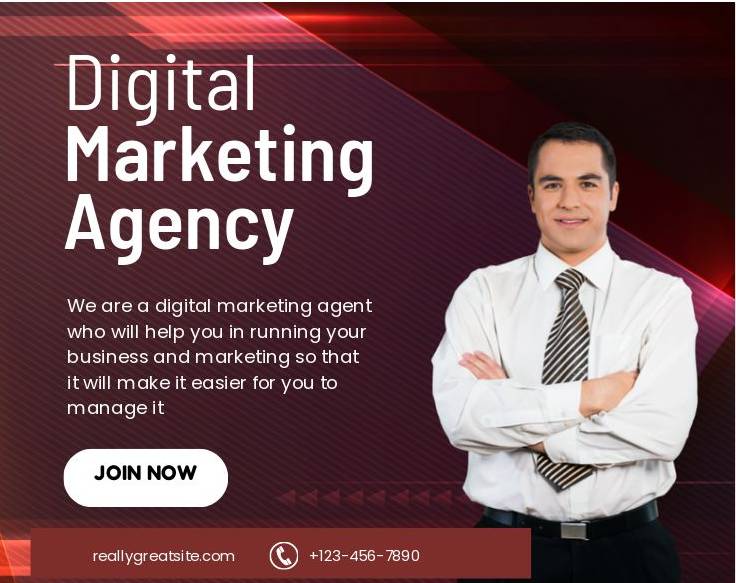 Digital
Marketing
Agency
We are a digital marketing agent
who will help you in running your
business and marketing so that
it will make it easier for you to
manage it
JOIN NOW
reallygreatsite.com +123-456-7890